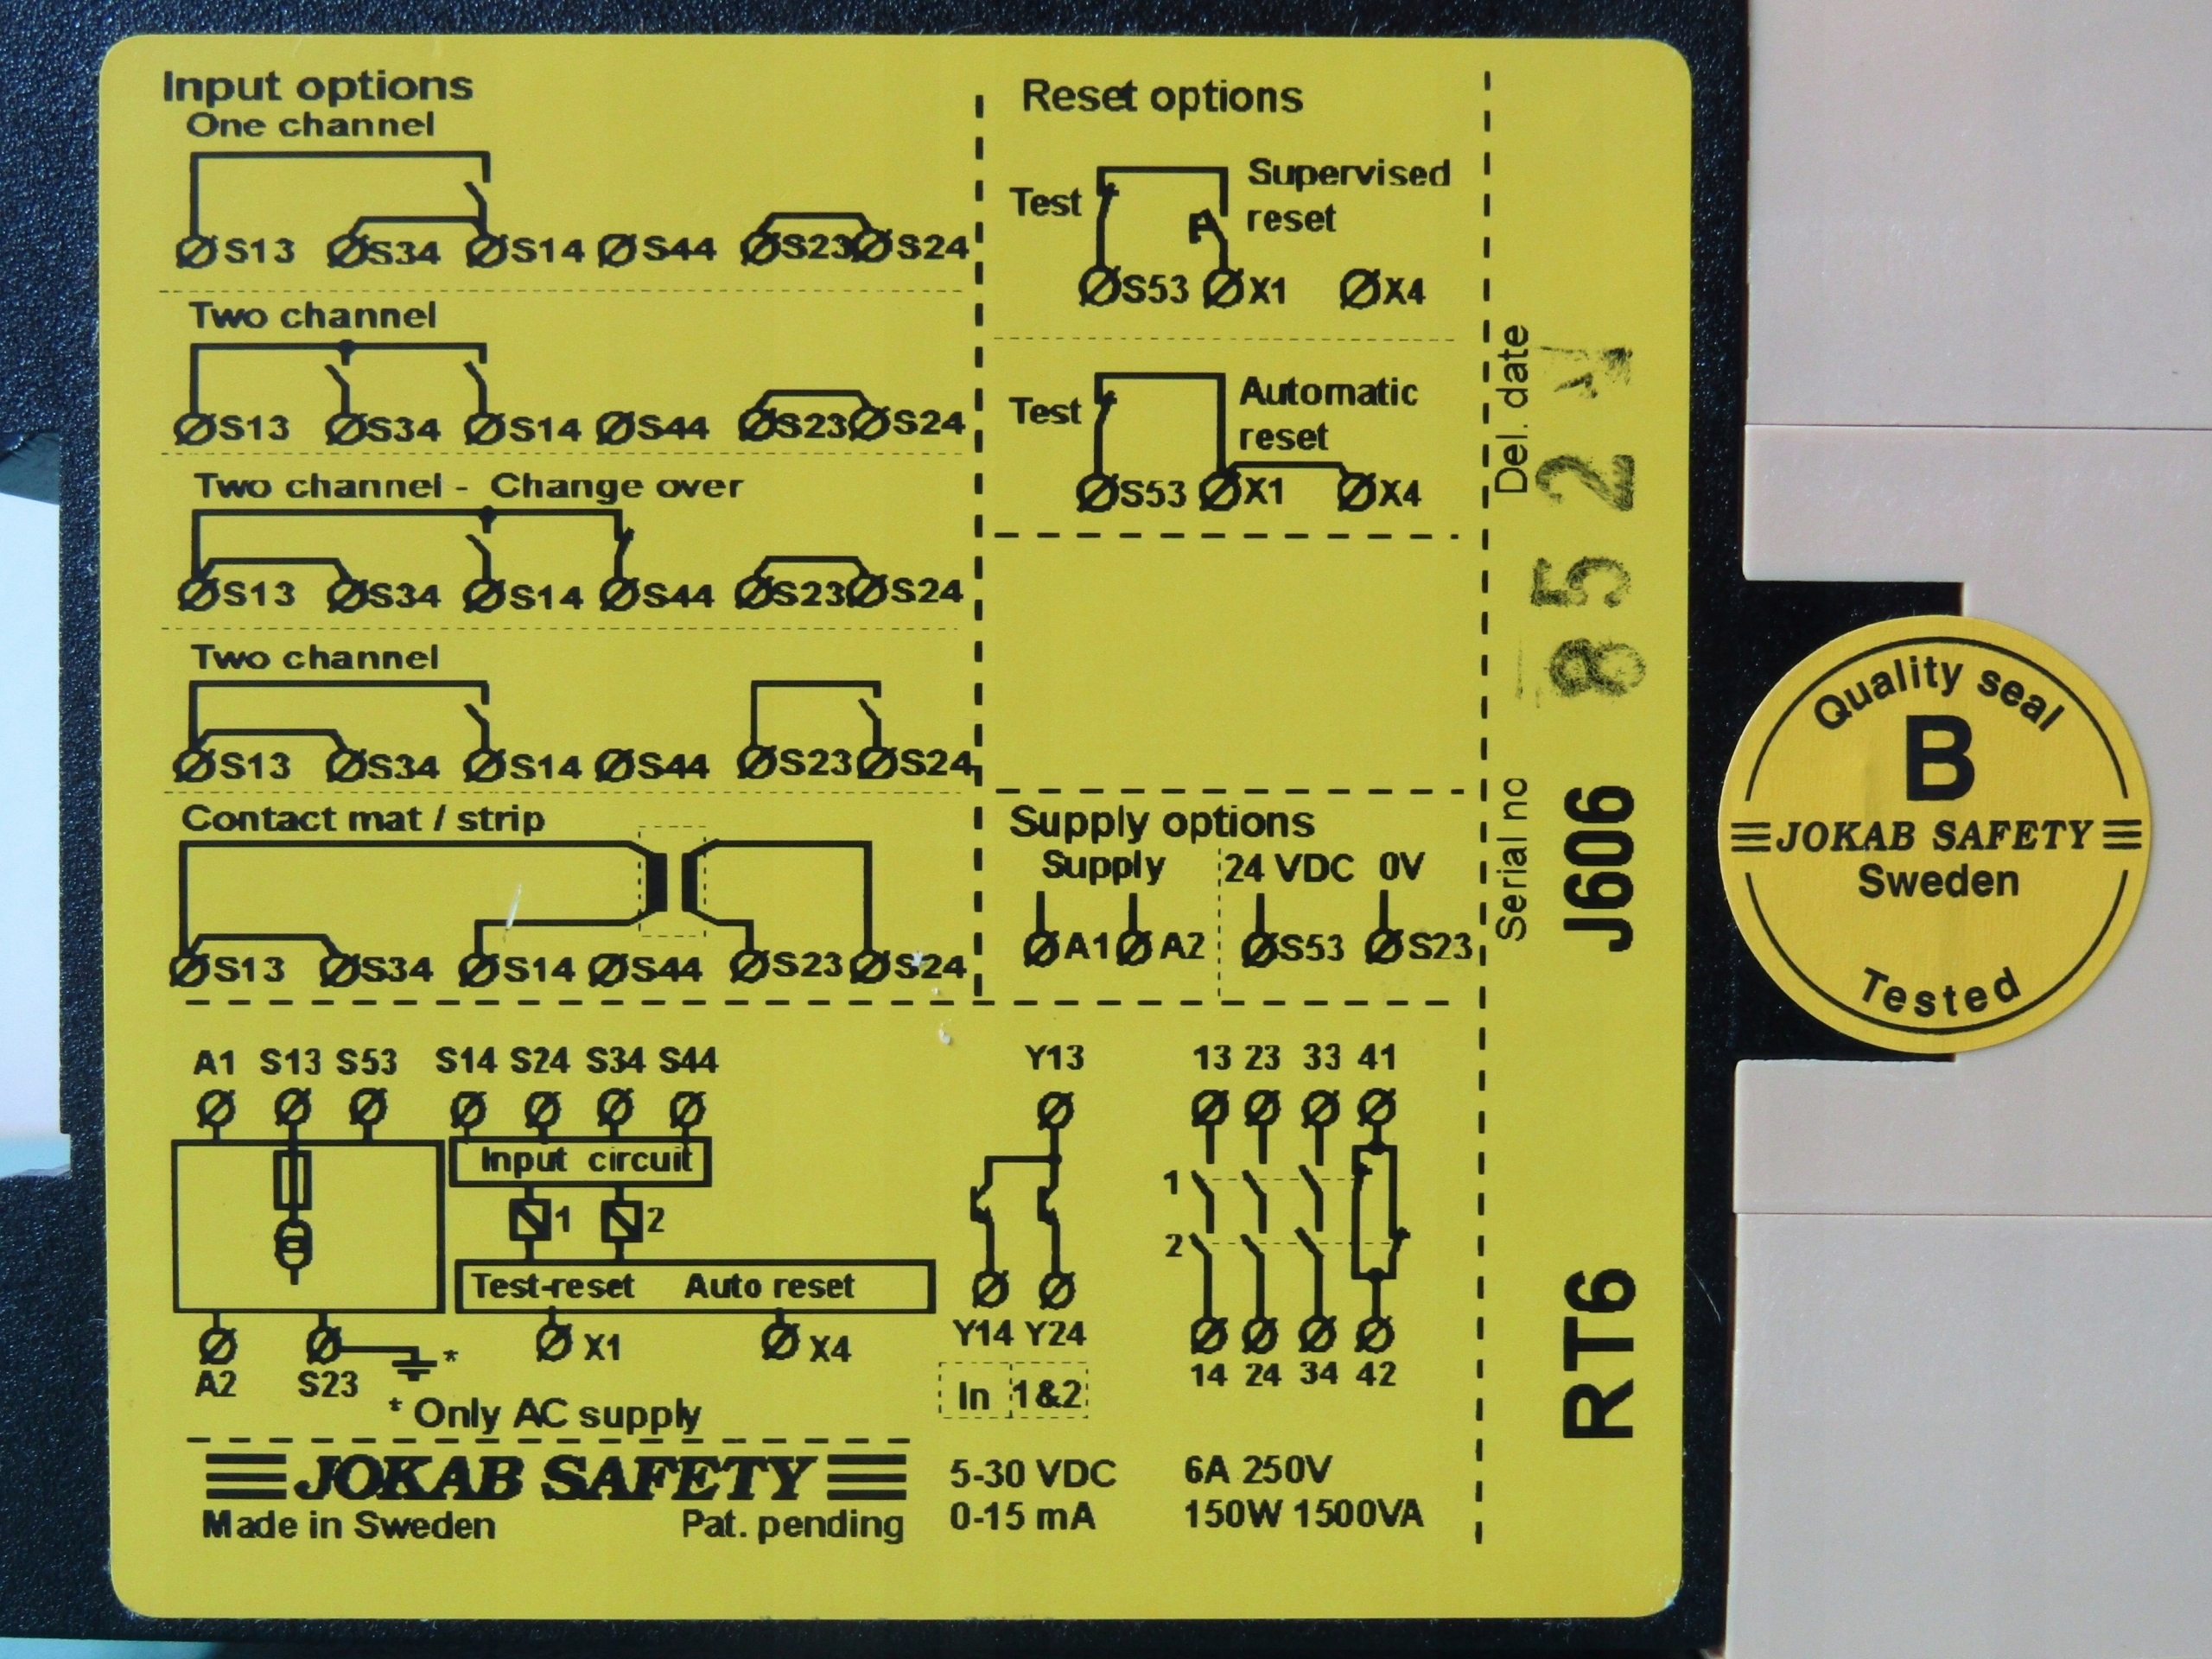 Input options
One channel
S13 S34 S14 S44 S23 S24
Two channel
S13 S34 S14 S44 S23 S24
Two channel - Change over
S13 S34 S14 S44 S23 S24
Two channel
S13 S34 S14 S44 S23 S24
Contact mat / strip
S13 S34 S14 S44 S23 S24
Reset options
Test Supervised
reset
S53 X1 X4
Test Automatic
reset
S53 X1 X4
Supply options
Supply 24 VDC 0V
A1 A2 S53 S23
A1 S13 S53 S14 S24 S34 S44
Input circuit
1 2
Test-reset Auto reset
X1 X4
A2 S23 *
* Only AC supply
Y13
Y14 Y24
In 1&2
13 23 33 41
1
2
14 24 34 42
JOKAB SAFETY
Made in Sweden Pat. pending
5-30 VDC
0-15 mA
6A 250V
150W 1500VA
Del. date
852
Serial no
J606
RT6
Quality seal
B
JOKAB SAFETY
Sweden
Tested